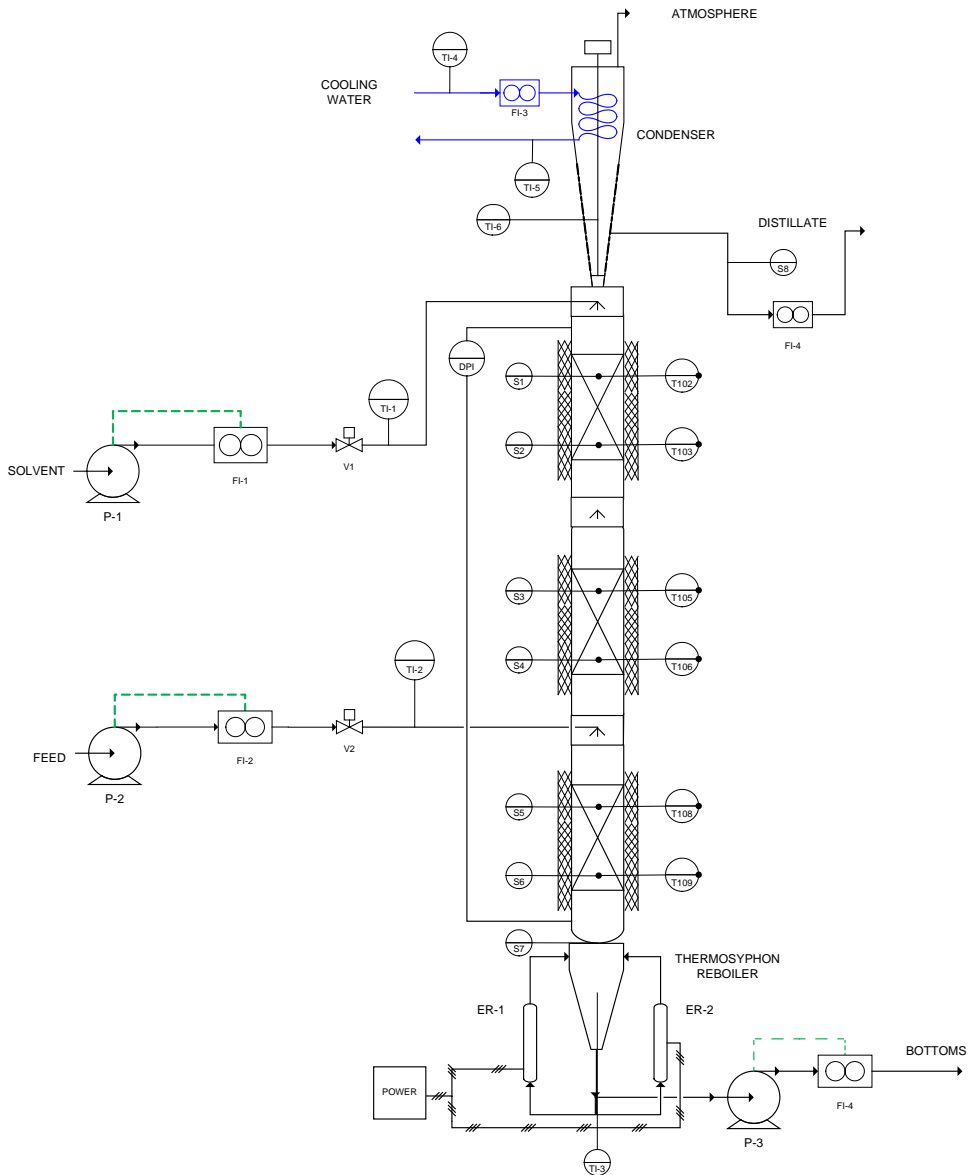 ATMOSPHERE
TI-4
COOLING
WATER
FI-3
CONDENSER
TI-5
TI-6
DISTILLATE
S8
FI-4
DPI
S1
T102
TI-1
S2
T103
SOLVENT
FI-1
V1
P-1
S3
T105
S4
T106
TI-2
FEED
FI-2
V2
P-2
S5
T108
S6
T109
S7
THERMOSYPHON
REBOILER
ER-1
ER-2
BOTTOMS
POWER
FI-4
P-3
TI-3